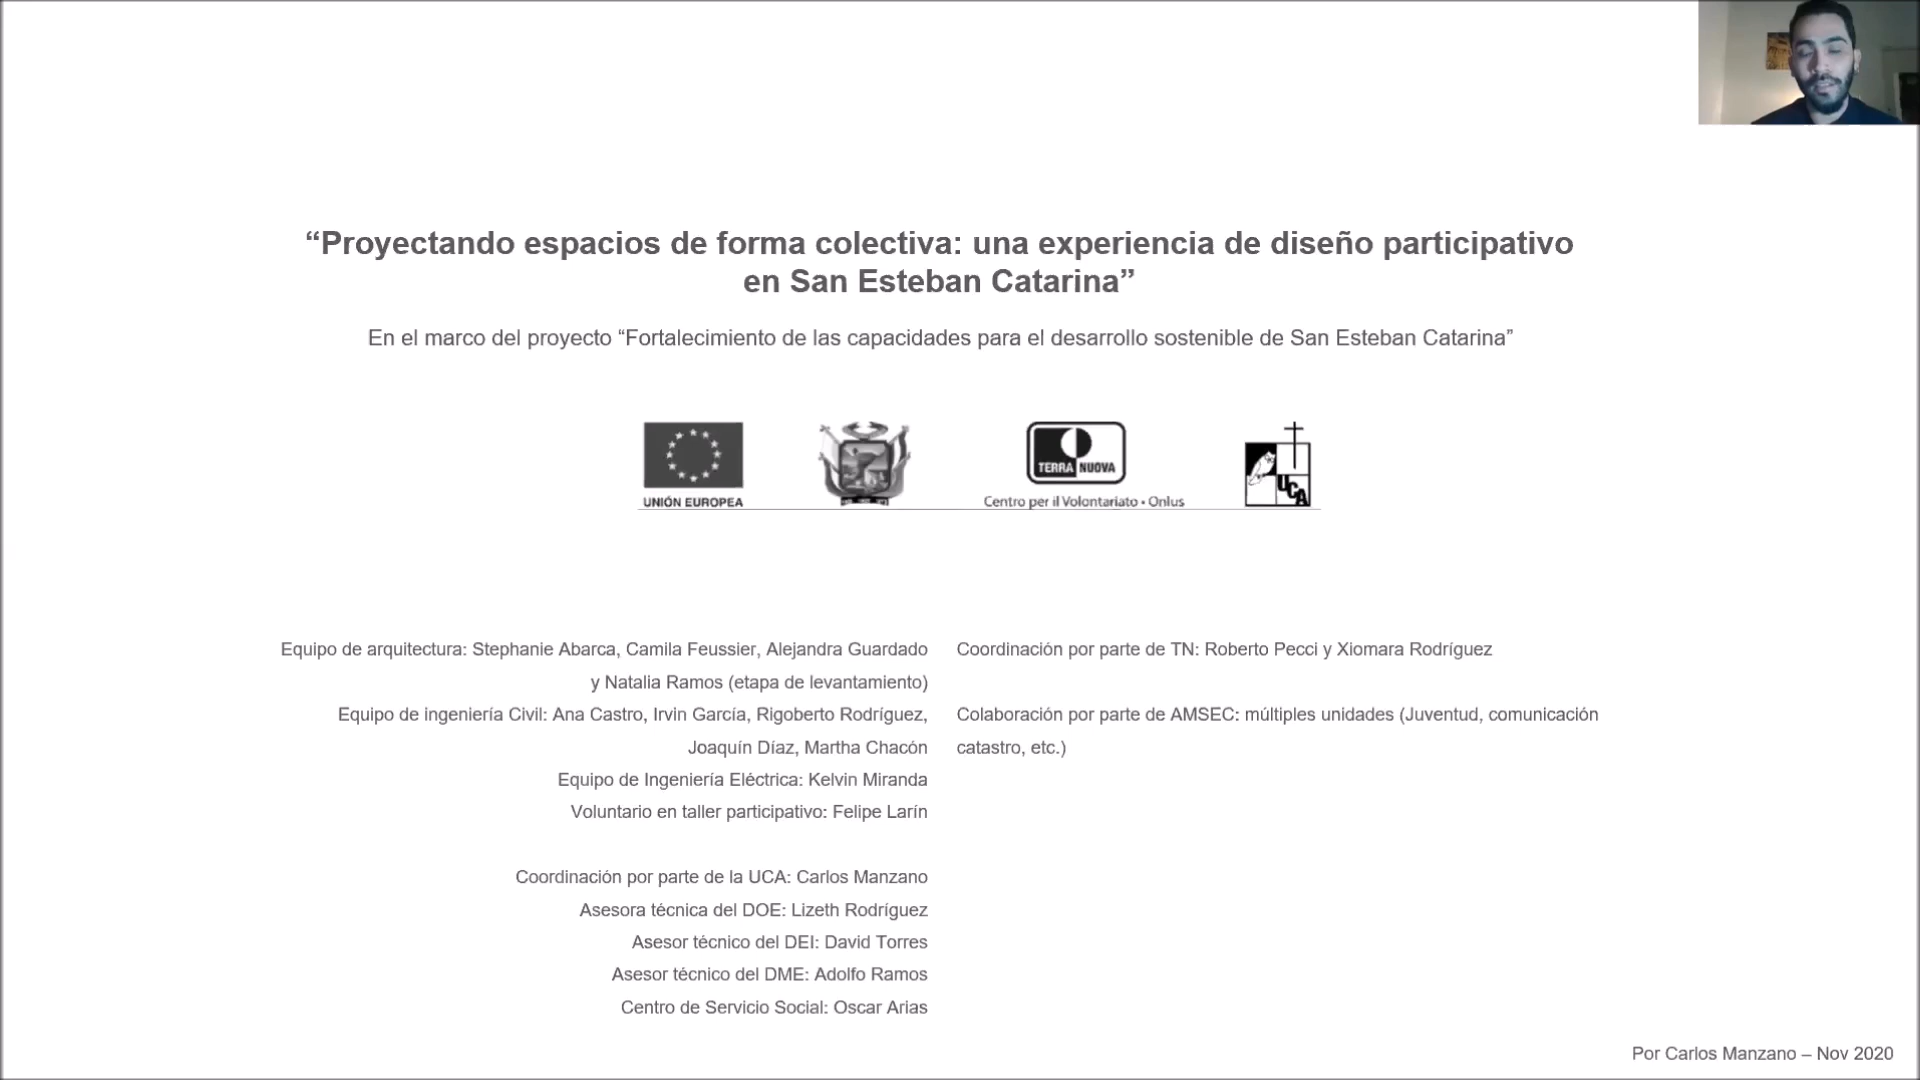 “Proyectando espacios de forma colectiva: una experiencia de diseño participativo
en San Esteban Catarina”
En el marco del proyecto “Fortalecimiento de las capacidades para el desarrollo sostenible de San Esteban Catarina”
UNIÓN EUROPEA
TERRA NUOVA
Centro per il Volontariato • Onlus
UCA
Equipo de arquitectura: Stephanie Abarca, Camila Feussier, Alejandra Guardado
y Natalia Ramos (etapa de levantamiento)
Equipo de ingeniería Civil: Ana Castro, Irvin García, Rigoberto Rodríguez,
Joaquín Díaz, Martha Chacón
Equipo de Ingeniería Eléctrica: Kelvin Miranda
Voluntario en taller participativo: Felipe Larín
Coordinación por parte de la UCA: Carlos Manzano
Asesora técnica del DOE: Lizeth Rodríguez
Asesor técnico del DEI: David Torres
Asesor técnico del DME: Adolfo Ramos
Centro de Servicio Social: Oscar Arias
Coordinación por parte de TN: Roberto Pecci y Xiomara Rodríguez
Colaboración por parte de AMSEC: múltiples unidades (Juventud, comunicación
catastro, etc.)
Por Carlos Manzano – Nov 2020